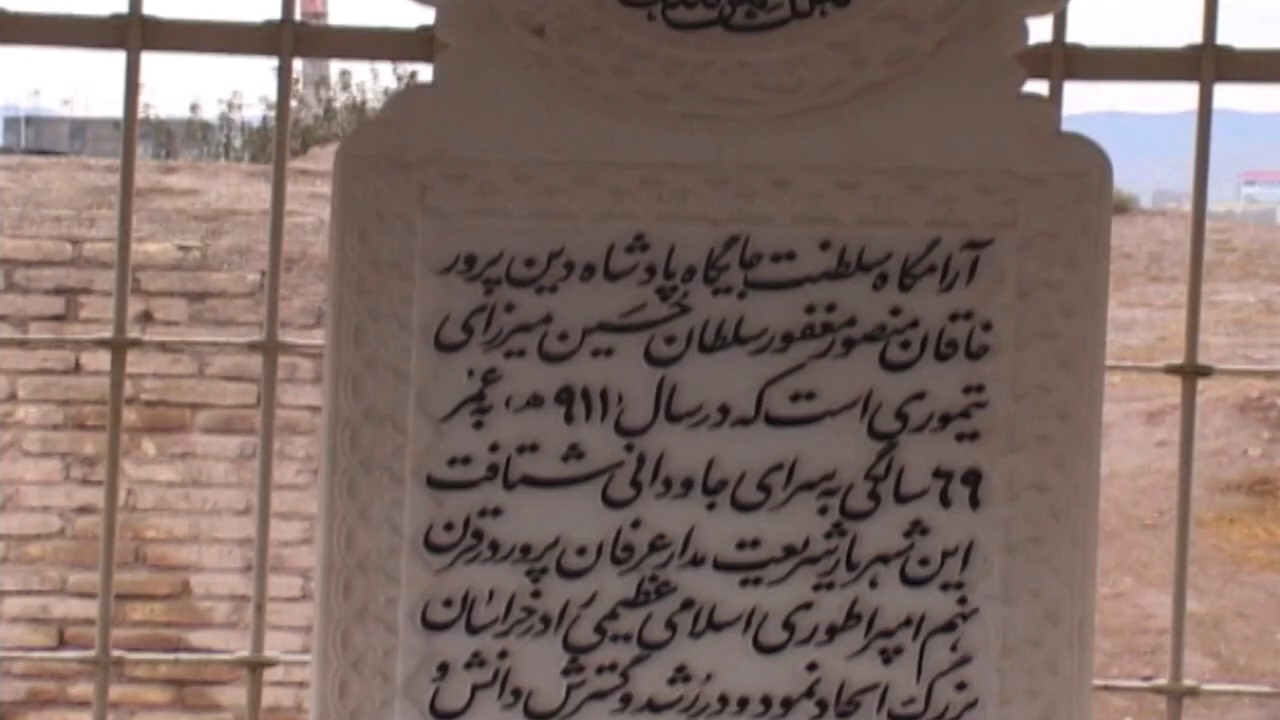 آرامگاه سلطنت جایگاه پادشاه دین پرور
خاقان منصور مغفور سلطان حسین میرزای
تیموری است که در سال ۹۱۱ هـ، به عمر
۶۹ سالگی به سرای جاودانی شتافت
این شهریار شریعت مدار عرفان پرور در قرن
نهم امپراطوری اسلامی عظیمی را در خراسان
بزرگ ایجاد نمود و در رشد و گسترش دانش و